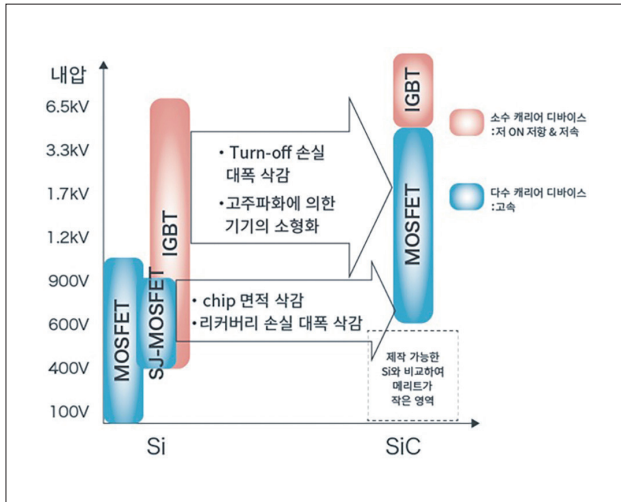 내압
6.5kV
3.3kV
1.7kV
1.2kV
900V
600V
400V
100V
MOSFET
SJ-MOSFET
IGBT
• Turn-off 손실
대폭 삭감
• 고주파화에 의한
기기의 소형화
• chip 면적 삭감
• 리커버리 손실 대폭 삭감
IGBT
MOSFET
제작 가능한
Si와 비교하여
메리트가
작은 영역
소수 캐리어 디바이스
:저 ON 저항 & 저속
다수 캐리어 디바이스
:고속
Si
SiC